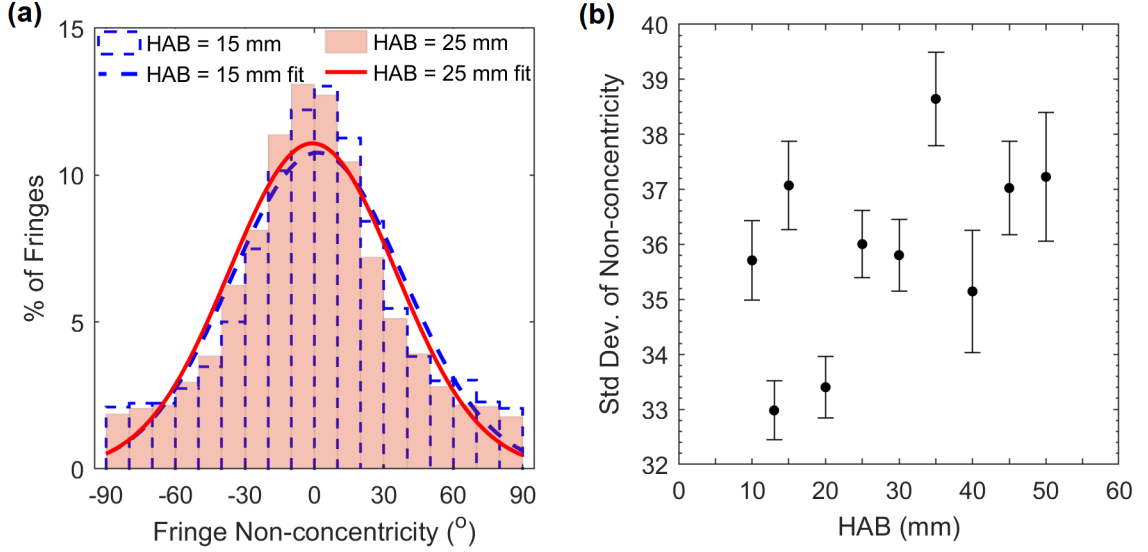 (a)
15
10
5
0
% of Fringes
HAB = 15 mm
HAB = 25 mm
HAB = 15 mm fit
HAB = 25 mm fit
-90 -60 -30 0 30 60 90
Fringe Non-concentricity (o)
(b)
40
39
38
37
36
35
34
33
32
Std Dev. of Non-concentricity
0 10 20 30 40 50 60
HAB (mm)